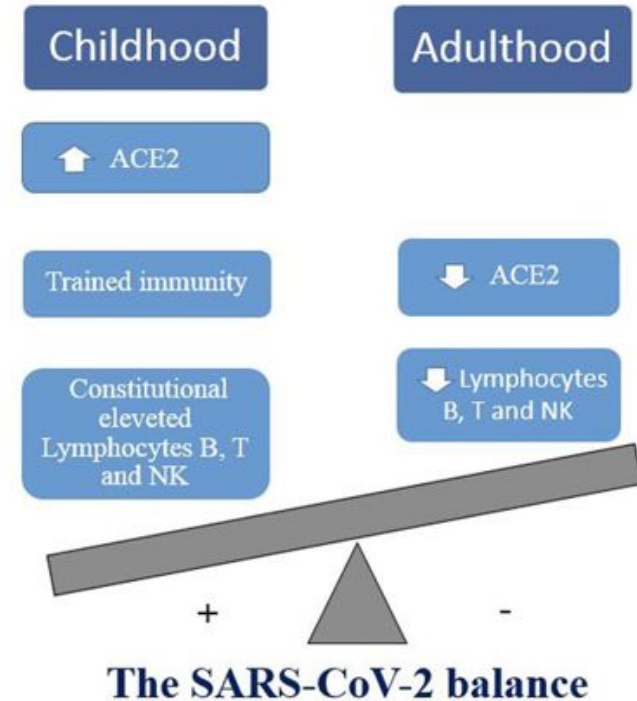 Childhood
Adulthood
ACE2
Trained immunity
ACE2
Constitutional
eleveted
Lymphocytes B, T
and NK
Lymphocytes
B, T and NK
+
-
The SARS-CoV-2 balance